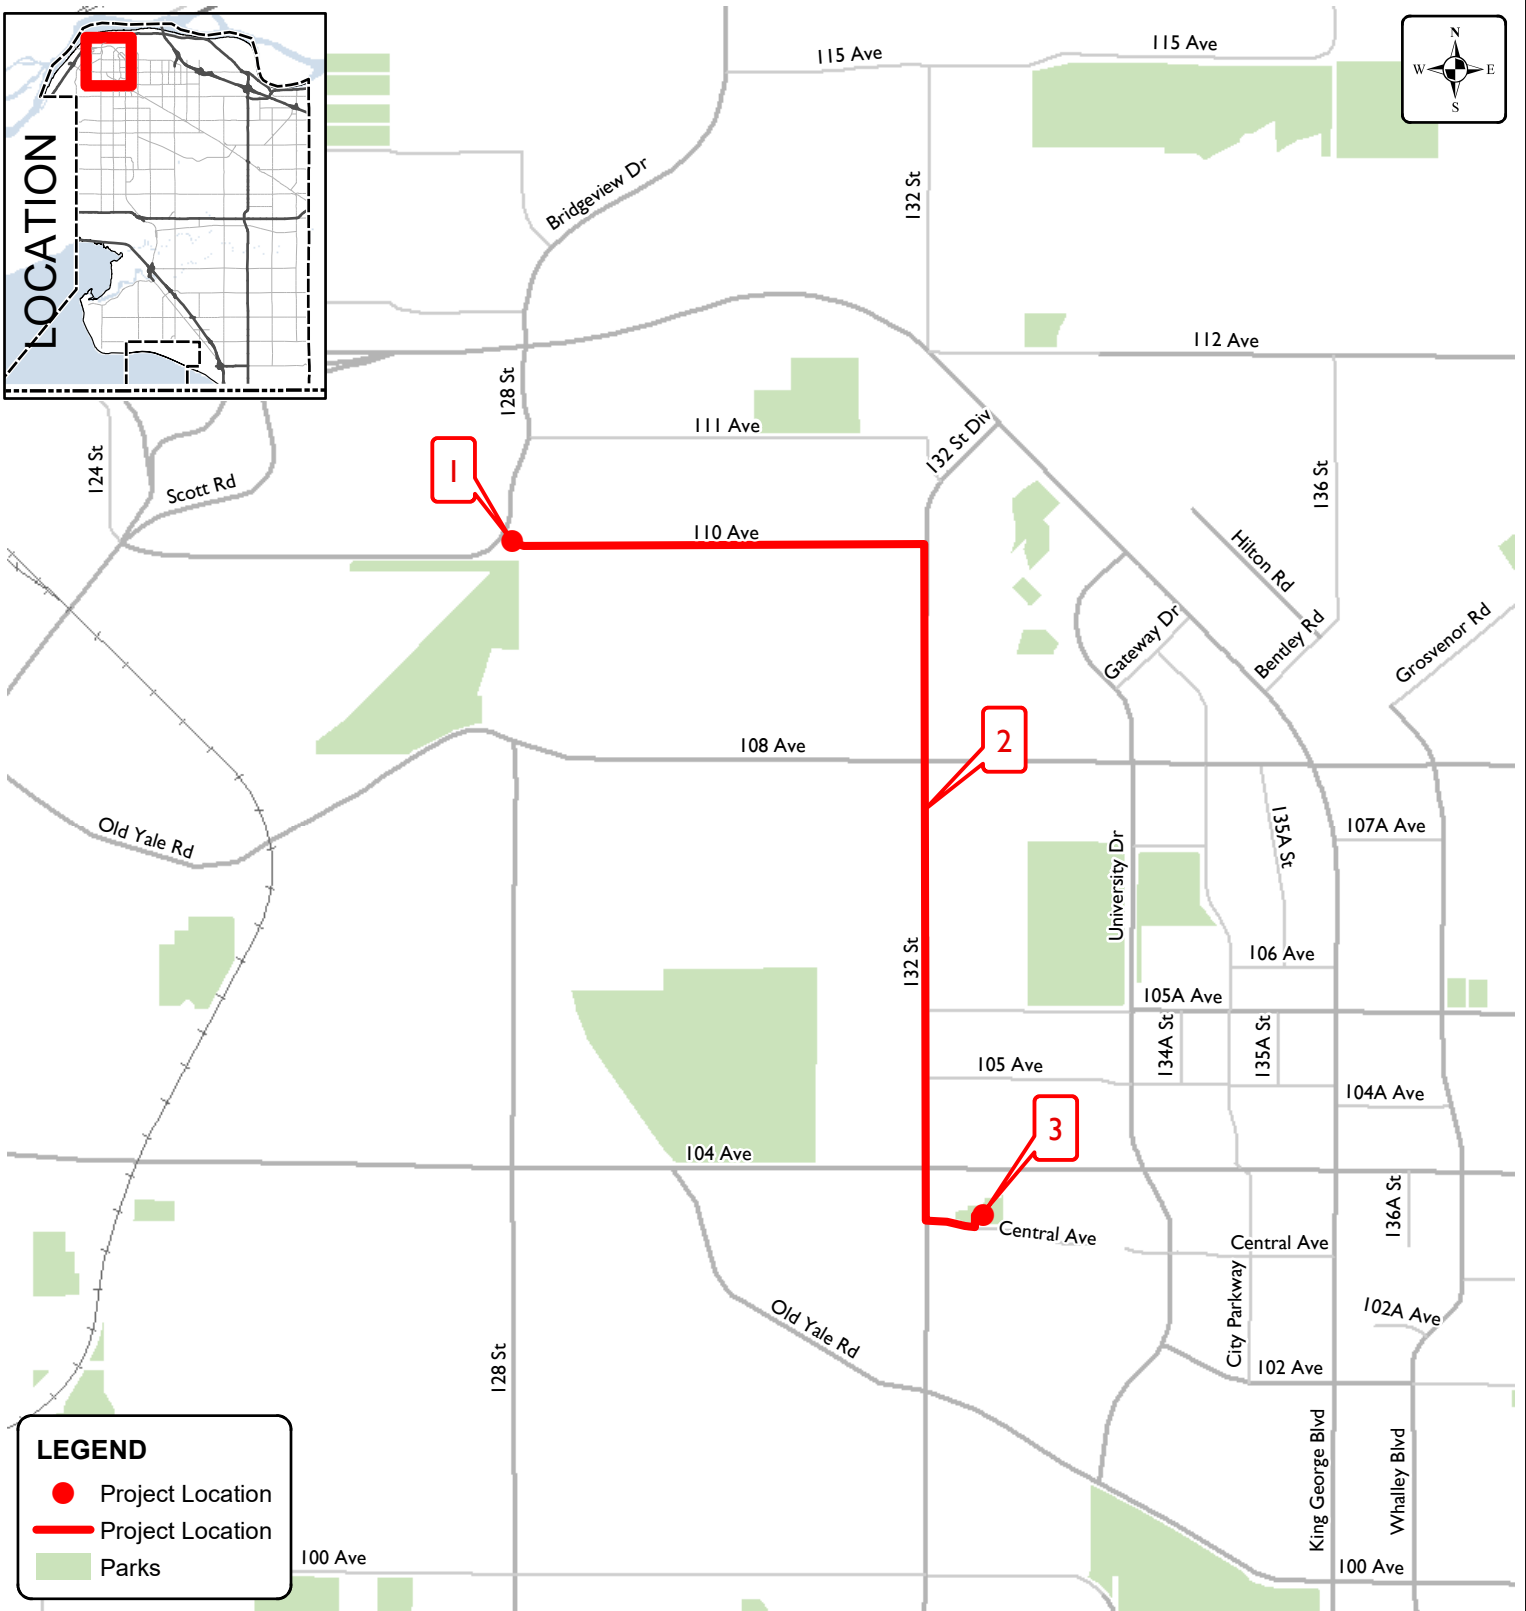 LOCATION
N
W
E
S
115 Ave
115 Ave
Bridgeview Dr
132 St
112 Ave
128 St
111 Ave
132 St Div
124 St
Scott Rd
1
136 St
110 Ave
Hilton Rd
Gateway Dr
Bentley Rd
Grosvenor Rd
2
108 Ave
Old Yale Rd
University Dr
135A St
107A Ave
132 St
106 Ave
105A Ave
134A St
135A St
105 Ave
104A Ave
3
104 Ave
136A St
Central Ave
Central Ave
City Parkway
102A Ave
Old Yale Rd
128 St
102 Ave
King George Blvd
Whalley Blvd
LEGEND
Project Location
Project Location
Parks
100 Ave
100 Ave